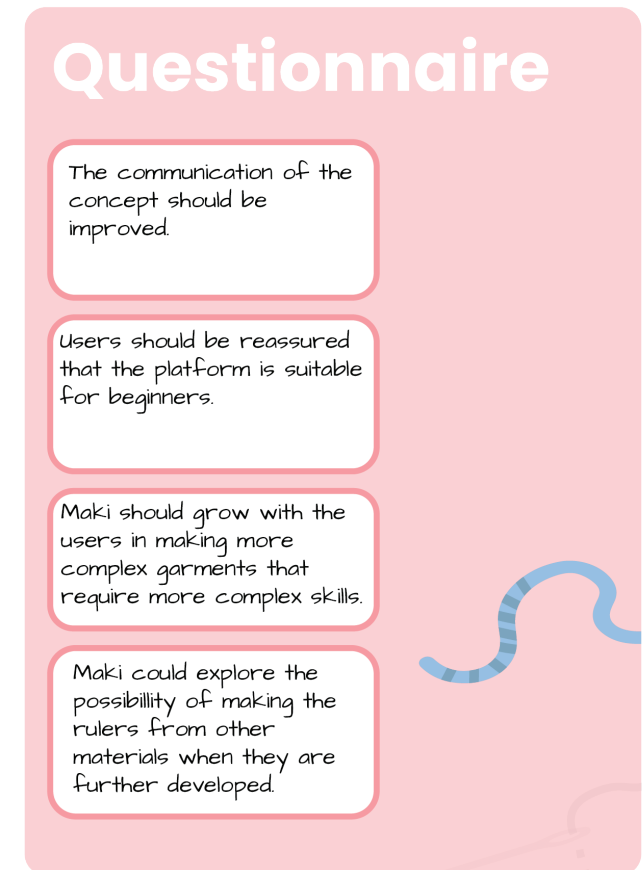 Questionnaire
The communication of the
concept should be
improved.
Users should be reassured
that the platform is suitable
for beginners.
Maki should grow with the
users in making more
complex garments that
require more complex skills.
Maki could explore the
possibillity of making the
rulers from other
materials when they are
further developed.